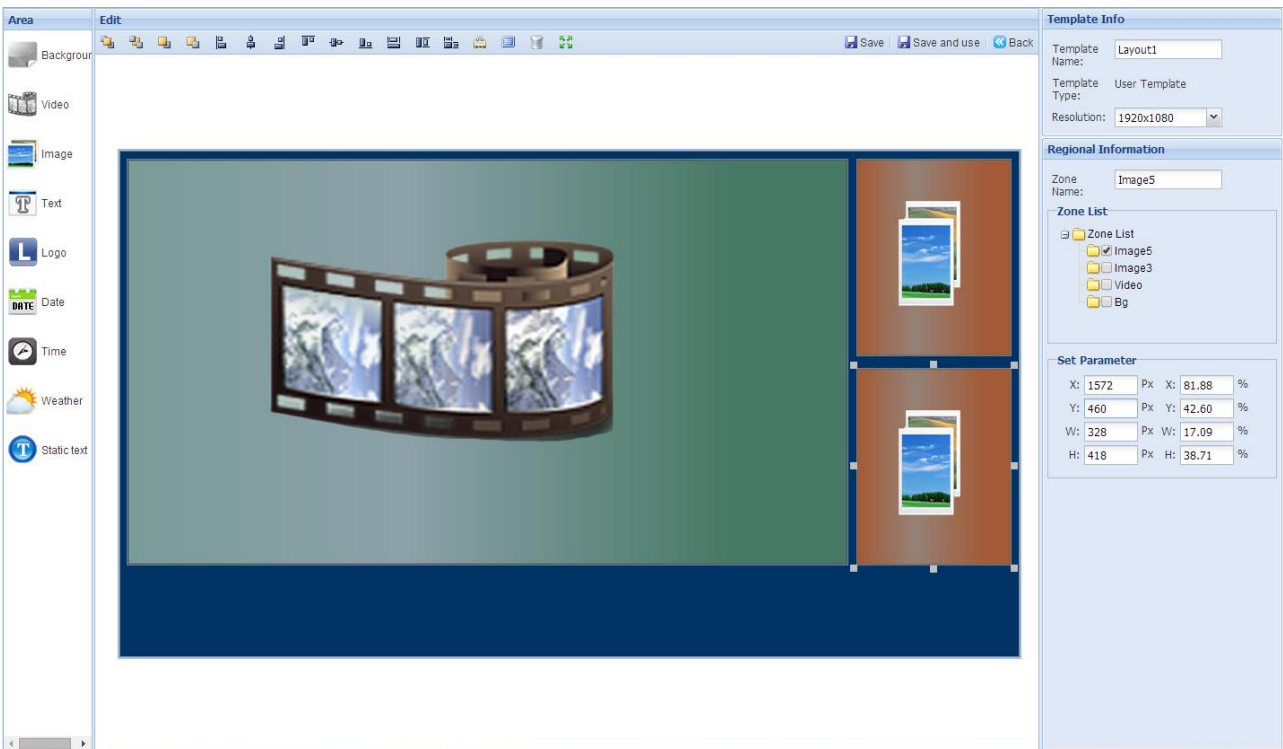 Area
Edit
Template Info
Save
Save and use
Back
Backgrour
Video
Image
Text
Logo
DATE Date
Time
Weather
Static text
Template Name: Layout1
Template Type: User Template
Resolution: 1920x1080
Regional Information
Zone Name: Image5
Zone List
Zone List
Image5
Image3
Video
Bg
Set Parameter
X: 1572 Px X: 81.88 %
Y: 460 Px Y: 42.60 %
W: 328 Px W: 17.09 %
H: 418 Px H: 38.71 %